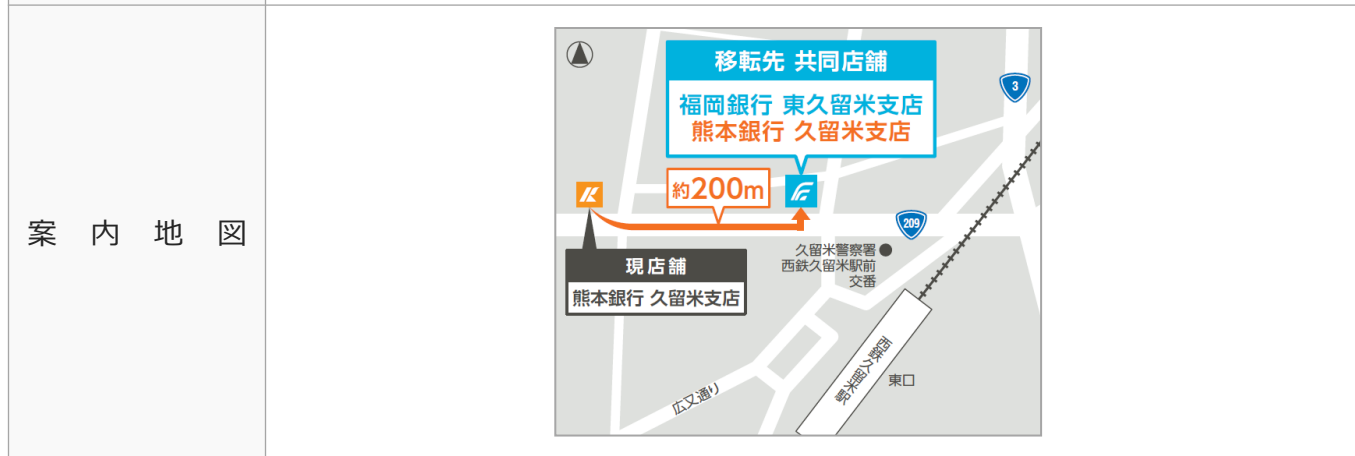 案内地図
移転先 共同店舗
福岡銀行 東久留米支店
熊本銀行 久留米支店
3
約200m
209
久留米警察署
西鉄久留米駅前
交番
現店舗
熊本銀行 久留米支店
西鉄久留米駅
東口
広又通り